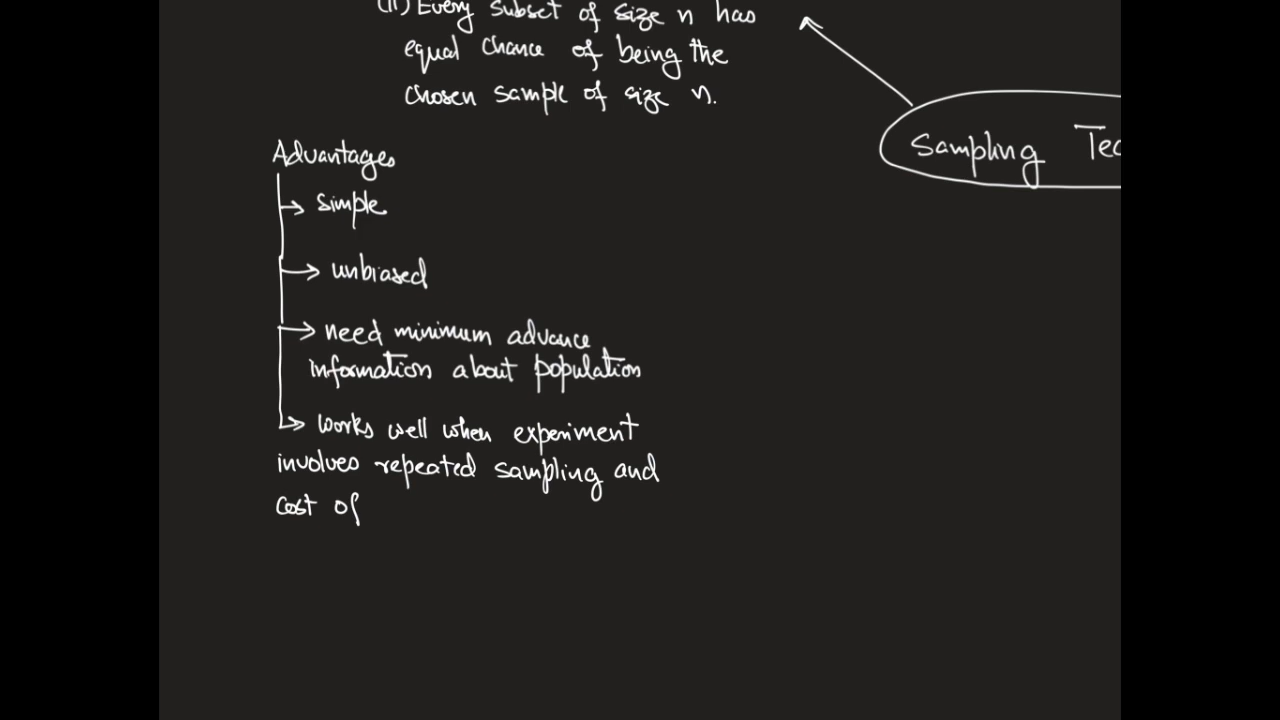 (ii) Every subset of size n has
equal chance of being the
chosen sample of size n.
Sampling Tec
Advantages
→ simple
→ unbiased
→ need minimum advance
information about population
→ works well when experiment
involves repeated sampling and
cost of